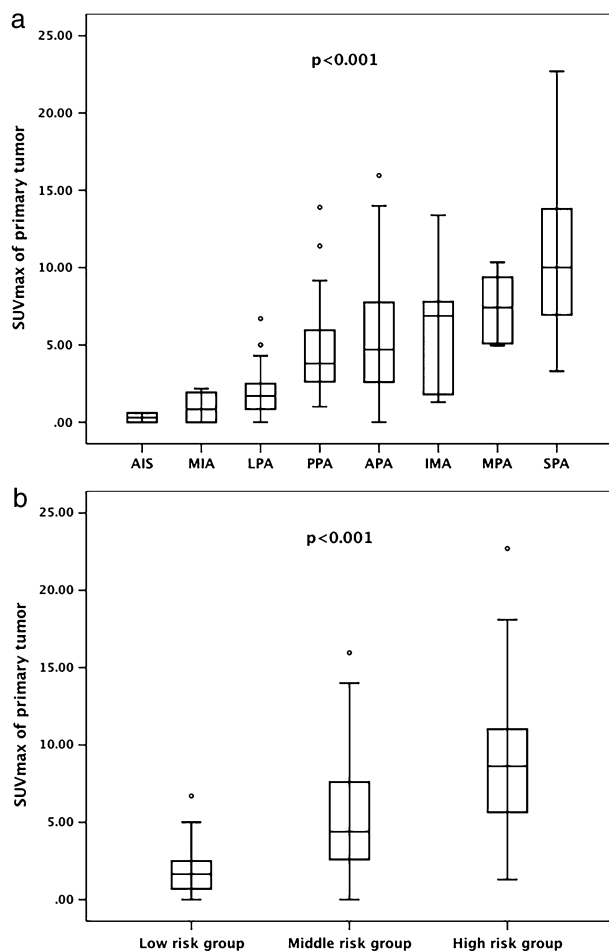 a
25.00
p<0.001
20.00
15.00
10.00
5.00
.00
SUVmax of primary tumor
AIS MIA LPA PPA APA IMA MPA SPA
b
25.00
p<0.001
20.00
15.00
10.00
5.00
.00
SUVmax of primary tumor
Low risk group Middle risk group High risk group